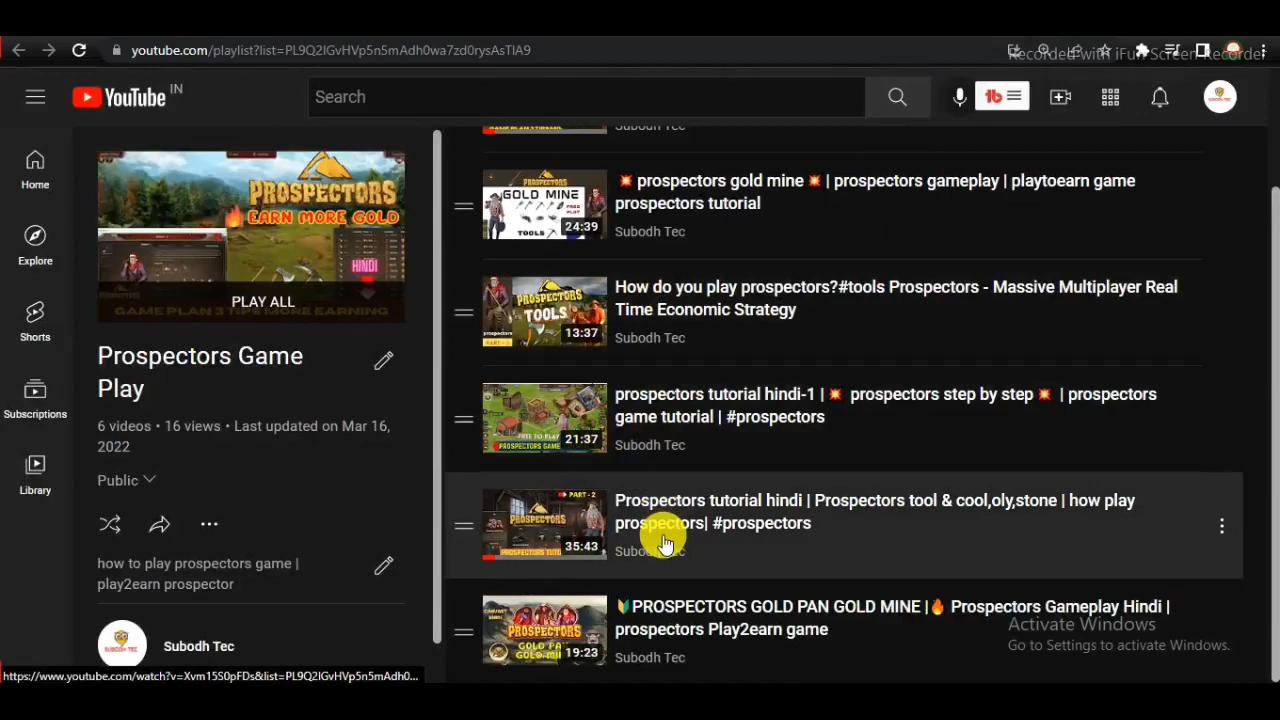 youtube.com/playlist?list=PL9Q2IGvHVp5n5mAdh0wa7zd0rysAsTIA9
Recorded with iFun Screen Recorder
YouTube IN
Search
Home
Explore
Shorts
Subscriptions
Library
PROSPECTORS
EARN MORE GOLD
HINDI
PLAY ALL
GAME PLAN 3 TIPS MORE EARNING
Prospectors Game
Play
6 videos • 16 views • Last updated on Mar 16,
2022
Public
how to play prospectors game |
play2earn prospector
Subodh Tec
Subodh Tec
PROSPECTORS
GOLD MINE
TOOLS
24:39
💥 prospectors gold mine 💥 | prospectors gameplay | playtoearn game
prospectors tutorial
Subodh Tec
PROSPECTORS
TOOLS
13:37
How do you play prospectors?#tools Prospectors - Massive Multiplayer Real
Time Economic Strategy
Subodh Tec
FREE TO PLAY
PROSPECTORS GAME
21:37
prospectors tutorial hindi-1 | 💥 prospectors step by step 💥 | prospectors
game tutorial | #prospectors
Subodh Tec
PART-2
PROSPECTORS
35:43
Prospectors tutorial hindi | Prospectors tool & cool,oly,stone | how play
prospectors| #prospectors
Subodh Tec
PROSPECTORS
19:23
🔰PROSPECTORS GOLD PAN GOLD MINE |🔥 Prospectors Gameplay Hindi |
prospectors Play2earn game
Subodh Tec
Activate Windows
Go to Settings to activate Windows.
https://www.youtube.com/watch?v=Xvm15S0pFDs&list=PL9Q2IGvHVp5n5mAdh0...